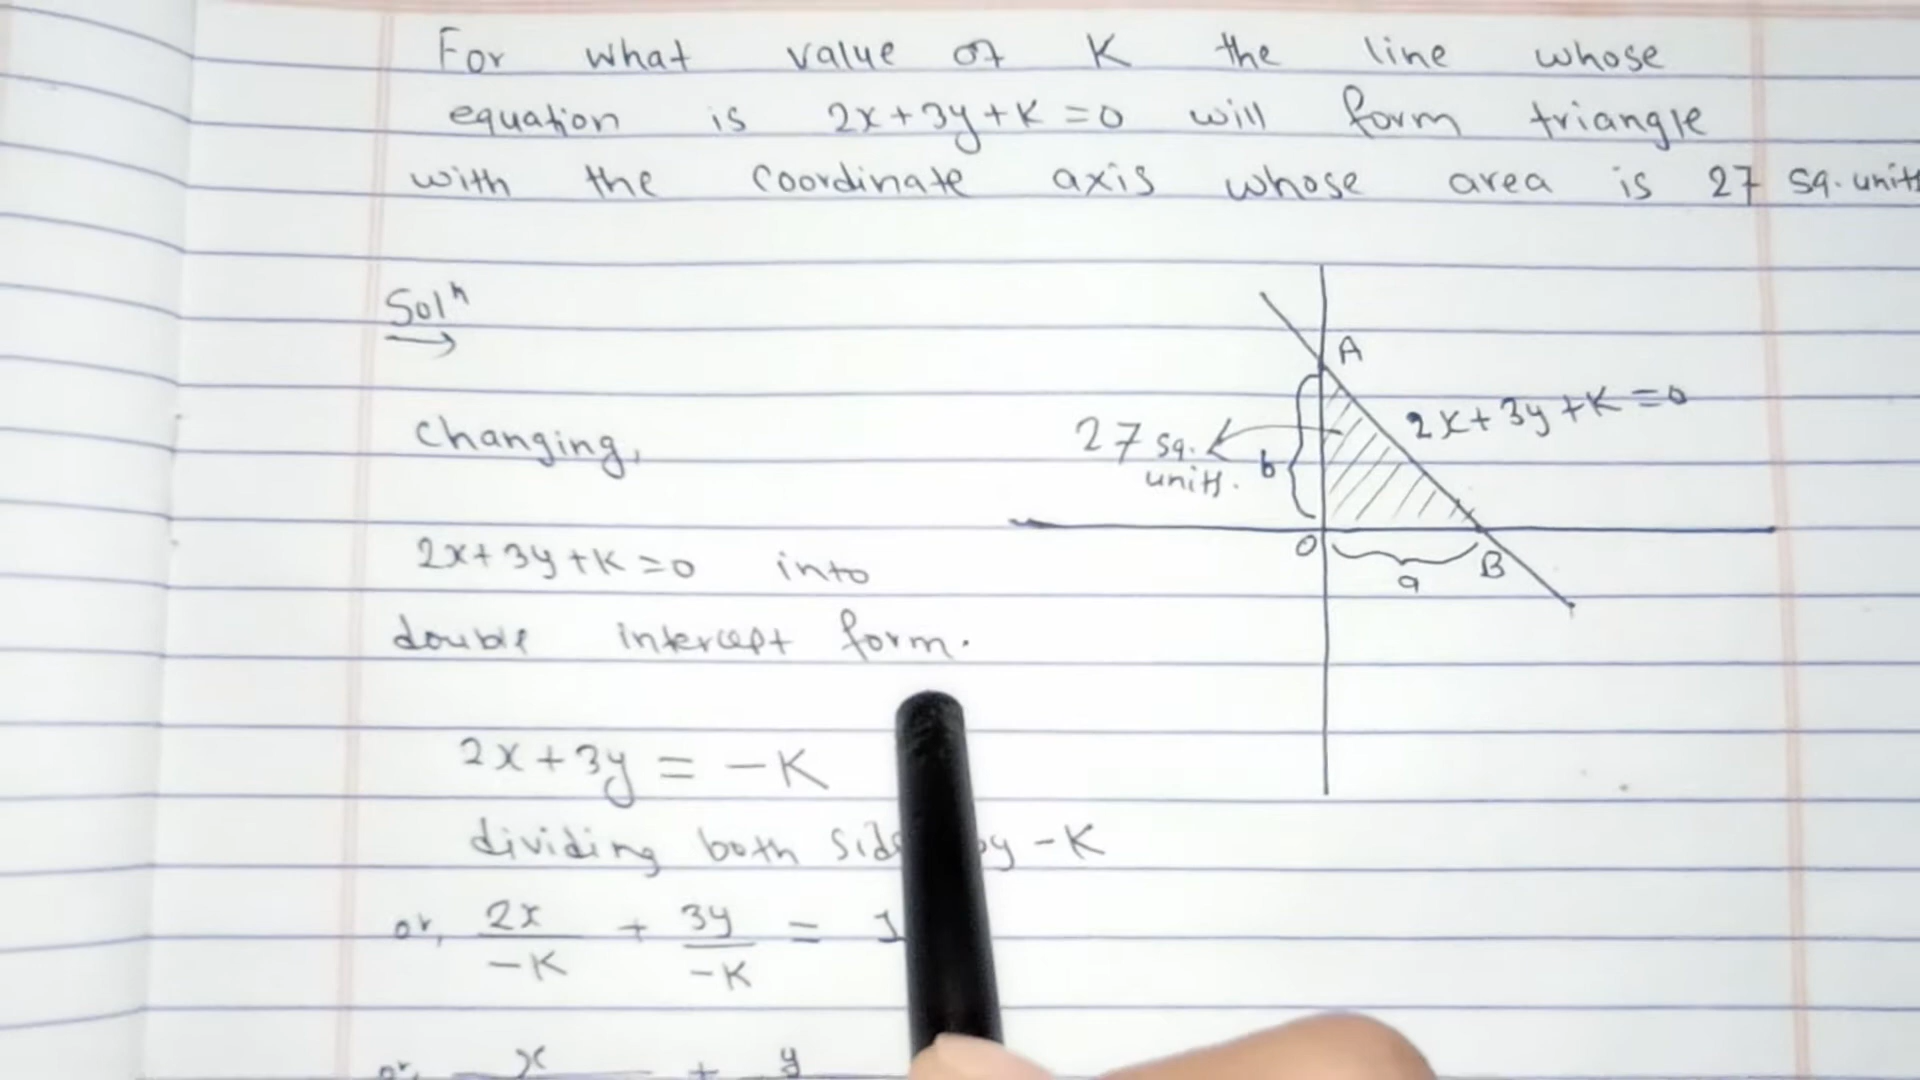 For what value of K the line whose
equation is 2x+3y+K=0 will form triangle
with the coordinate axis whose area is 27 sq. units
Solⁿ
A
2x+3y+K=0
27 sq. units.
b
Changing,
O
a
B
2x+3y+K=0 into
double intercept form.
2x+3y = -K
dividing both by -K
or, 2x/-K + 3y/-K = 1
or, x + y